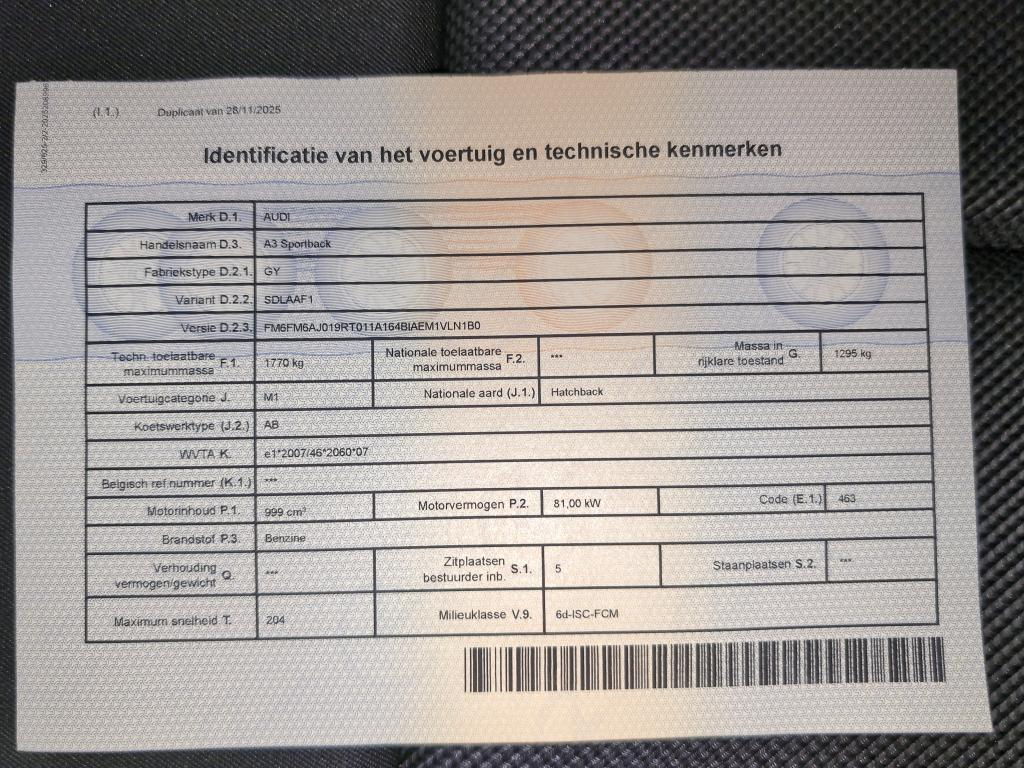 (I.1.) Duplicaat van 28/11/2025
Identificatie van het voertuig en technische kenmerken
Merk D.1. AUDI
Handelsnaam D.3. A3 Sportback
Fabriekstype D.2.1. GY
Variant D.2.2. SDLAAF1
Versie D.2.3. FM6FM6AJ019RT011A164BIAEM1VLN1B0
Techn. toelaatbare maximummassa F.1. 1770 kg Nationale toelaatbare maximummassa F.2. *** Massa in rijklare toestand G. 1295 kg
Voertuigcategorie J. M1 Nationale aard (J.1.) Hatchback
Koetswerktype (J.2.) AB
WVTA K. e1*2007/46*2060*07
Belgisch ref.nummer (K.1.) ***
Motorinhoud P.1. 999 cm³ Motorvermogen P.2. 81,00 kW Code (E.1.) 463
Brandstof P.3. Benzine
Verhouding vermogen/gewicht Q. *** Zitplaatsen bestuurder inb. S.1. 5 Staanplaatsen S.2. ***
Maximum snelheid T. 204 Milieuklasse V.9. 6d-ISC-FCM